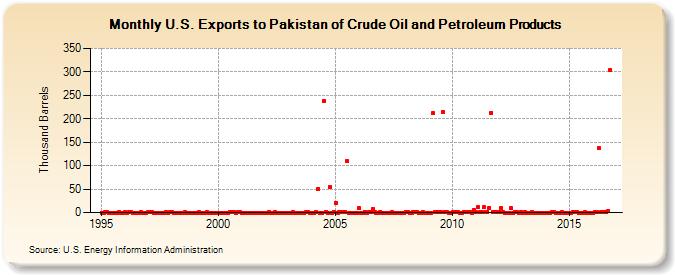 Monthly U.S. Exports to Pakistan of Crude Oil and Petroleum Products
Thousand Barrels
350
300
250
200
150
100
50
0
1995 2000 2005 2010 2015
Source: U.S. Energy Information Administration